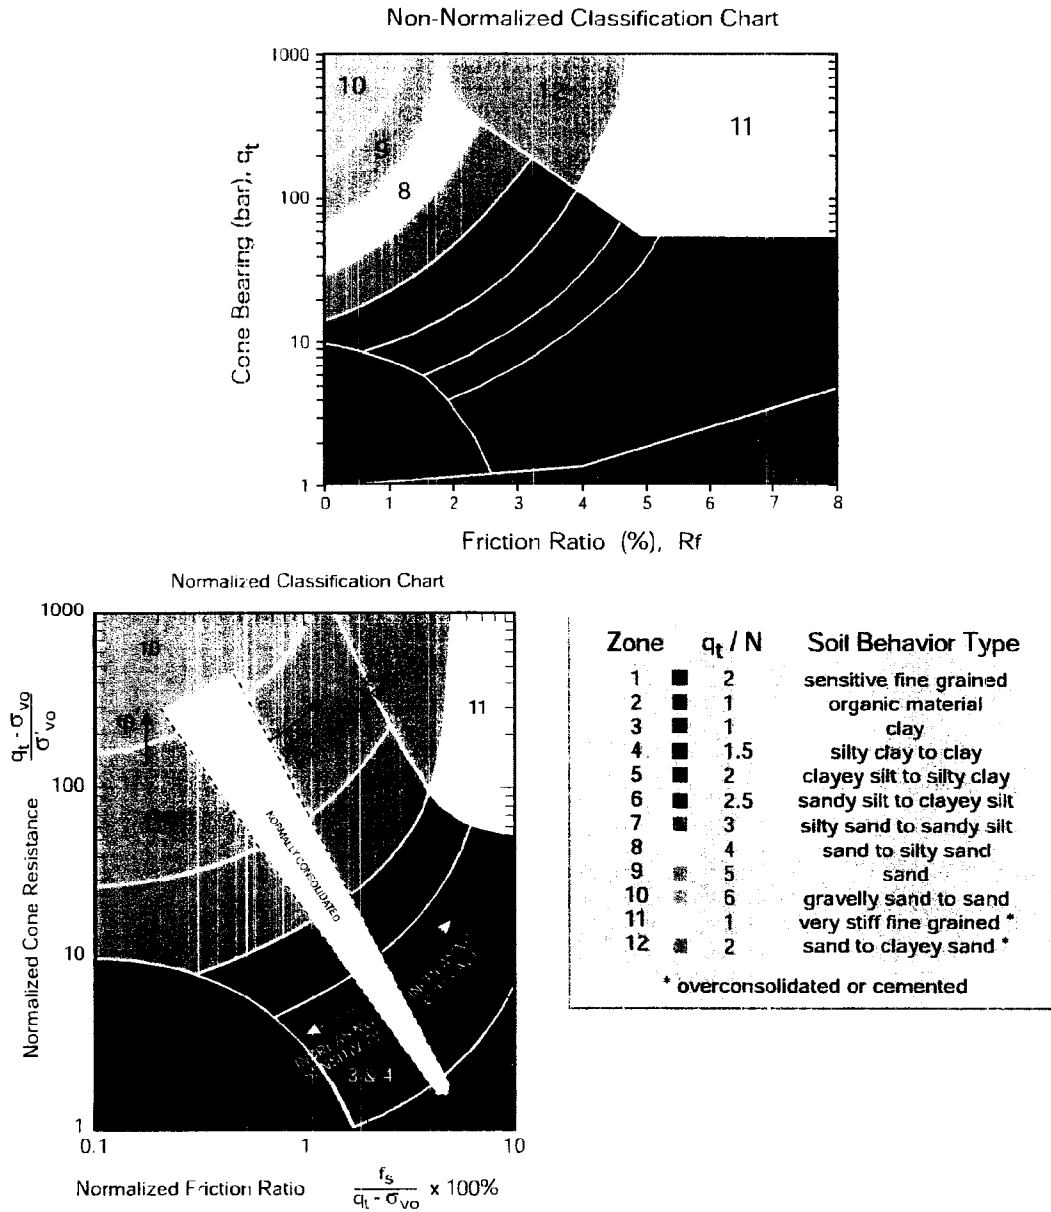 Non-Normalized Classification Chart
1000
100
10
1
Cone Bearing (bar), qt
10
9
8
12
11
0 1 2 3 4 5 6 7 8
Friction Ratio (%), Rf
Normalized Classification Chart
1000
100
10
1
Normalized Cone Resistance
qt - σvo
σ'vo
10
11
NORMALLY CONSOLIDATED
3 & 4
0.1 1 10
Normalized Friction Ratio
fs
qt - σvo
x 100%
Zone qt / N Soil Behavior Type
1 2 sensitive fine grained
2 1 organic material
3 1 clay
4 1.5 silty clay to clay
5 2 clayey silt to silty clay
6 2.5 sandy silt to clayey silt
7 3 silty sand to sandy silt
8 4 sand to silty sand
9 5 sand
10 6 gravelly sand to sand
11 1 very stiff fine grained *
12 2 sand to clayey sand *
* overconsolidated or cemented